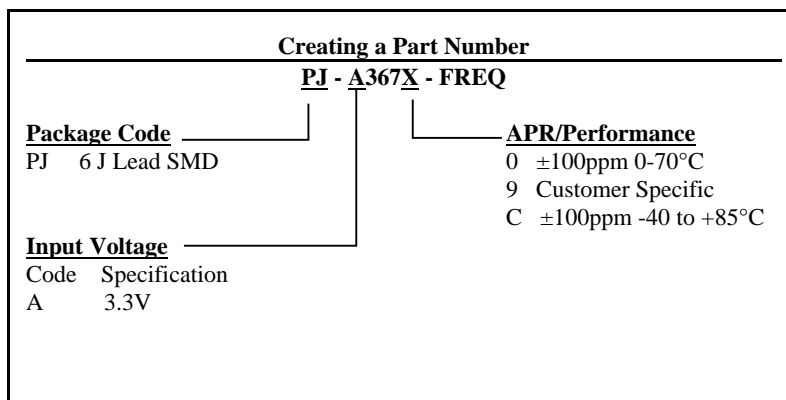 Creating a Part Number
PJ - A367X - FREQ
Package Code
PJ 6 J Lead SMD
Input Voltage
Code Specification
A 3.3V
APR/Performance
0 ±100ppm 0-70°C
9 Customer Specific
C ±100ppm -40 to +85°C